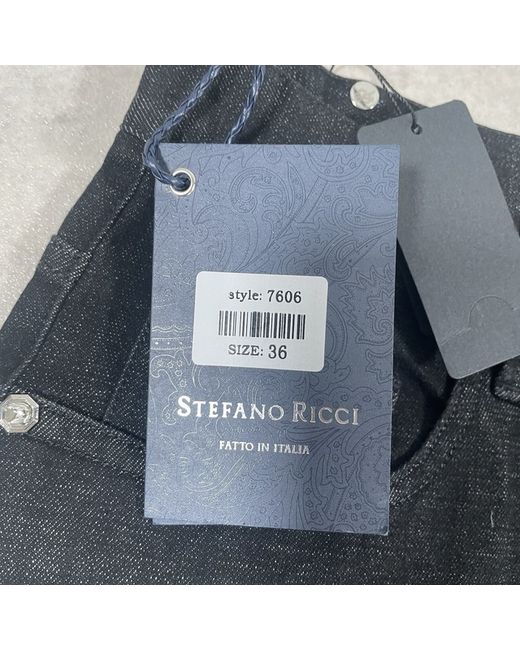 style: 7606
SIZE: 36
STEFANO RICCI
FATTO IN ITALIA